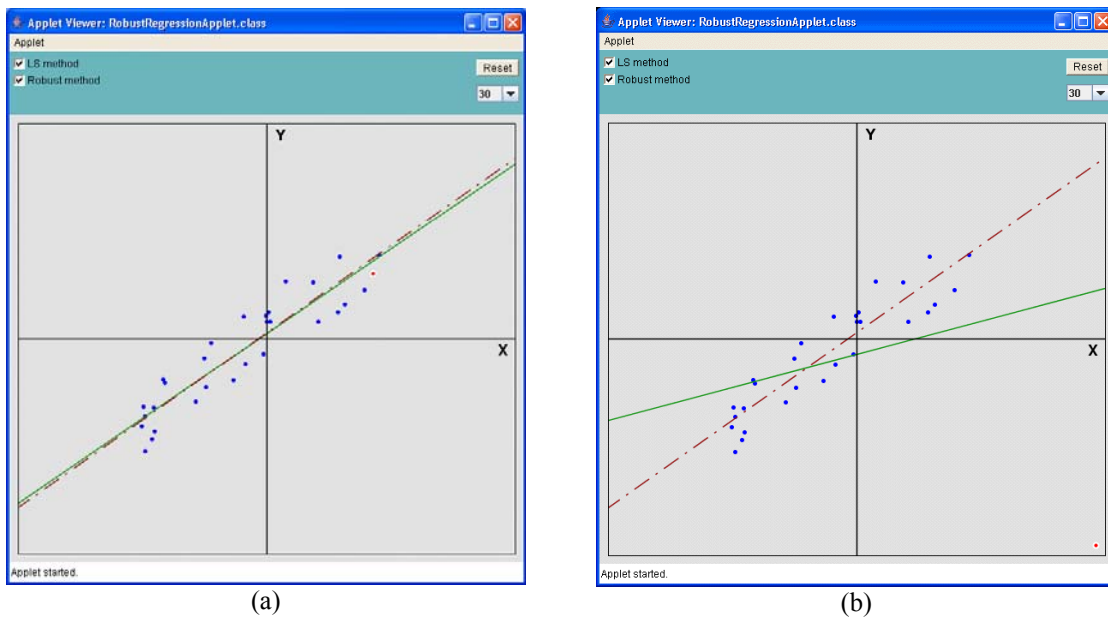 Applet Viewer: RobustRegressionApplet.class
Applet
LS method
Robust method
Reset
30
Y
X
Applet started.
(a)
Applet Viewer: RobustRegressionApplet.class
Applet
LS method
Robust method
Reset
30
Y
X
Applet started.
(b)